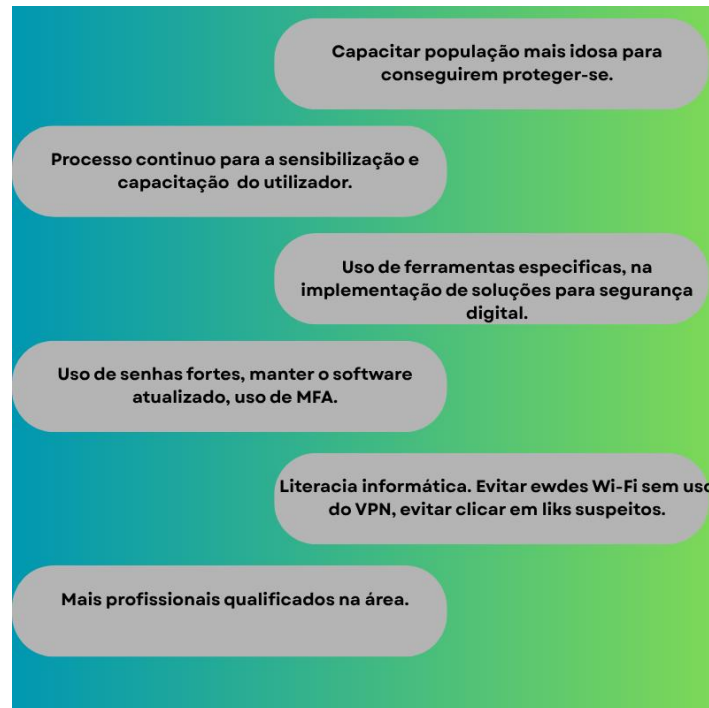 Capacitar população mais idosa para
conseguirem proteger-se.
Processo continuo para a sensibilização e
capacitação do utilizador.
Uso de ferramentas especificas, na
implementação de soluções para segurança
digital.
Uso de senhas fortes, manter o software
atualizado, uso de MFA.
Literacia informática. Evitar ewdes Wi-Fi sem uso
do VPN, evitar clicar em liks suspeitos.
Mais profissionais qualificados na área.